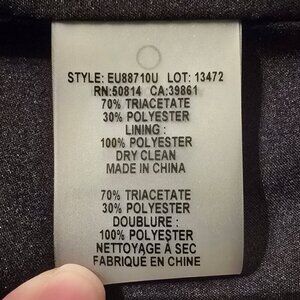 STYLE: EU88710U LOT: 13472
RN:50814 CA:39861
70% TRIACETATE
30% POLYESTER
LINING :
100% POLYESTER
DRY CLEAN
MADE IN CHINA
70% TRIACETATE
30% POLYESTER
DOUBLURE :
100% POLYESTER
NETTOYAGE À SEC
FABRIQUÉ EN CHINE